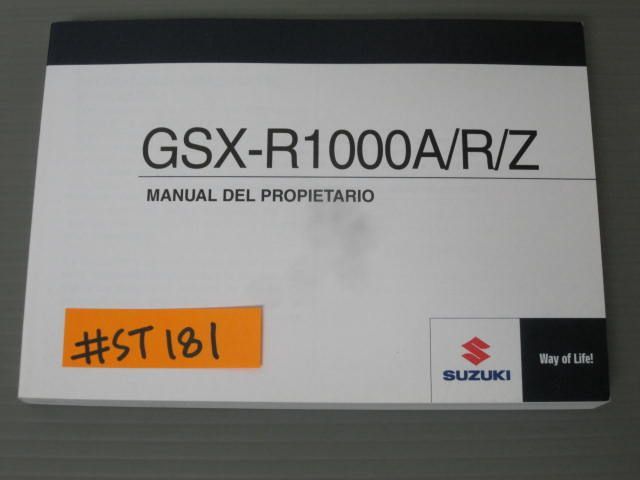 GSX-R1000A/R/Z
MANUAL DEL PROPIETARIO
#ST181
SUZUKI
Way of Life!